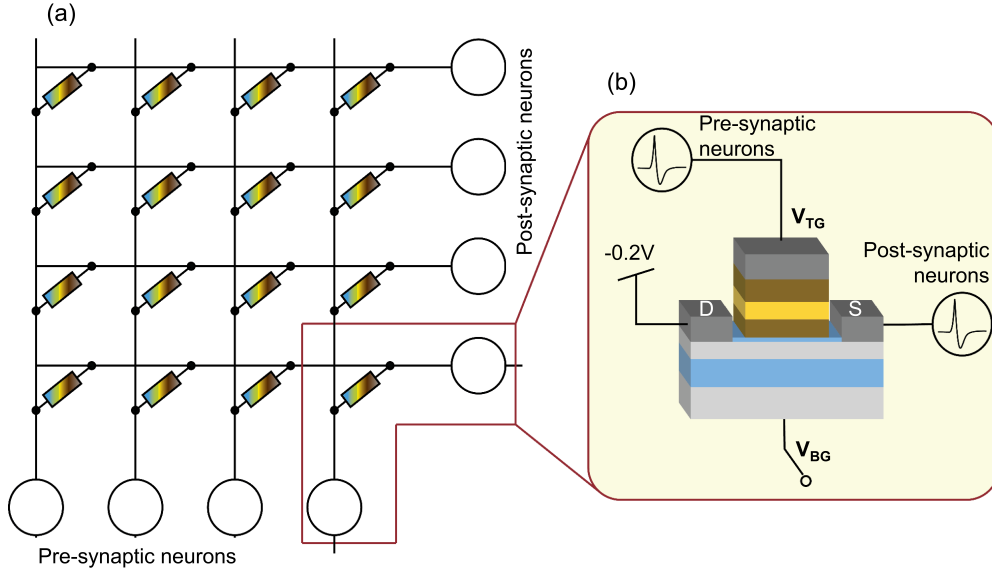 (a)
Post-synaptic neurons
Pre-synaptic neurons
(b)
Pre-synaptic
neurons
V_TG
-0.2V
Post-synaptic
neurons
D
S
V_BG